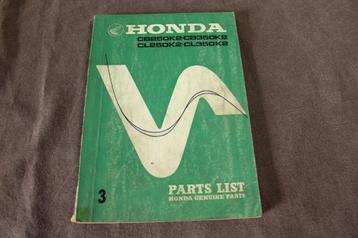 HONDA
CB250K2·CB350K2
CL250K2·CL350K2
3
PARTS LIST
HONDA GENUINE PARTS